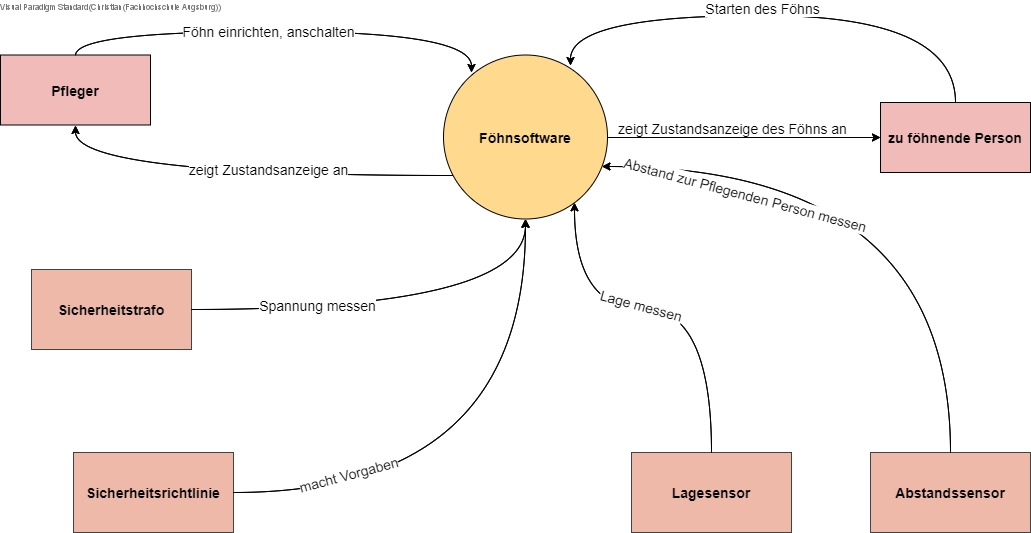 Visual Paradigm Standard(Christian(Fachhochschule Augsburg))
Starten des Föhns
Föhn einrichten, anschalten
Pfleger
Föhnsoftware
zeigt Zustandsanzeige des Föhns an
zu föhnende Person
zeigt Zustandsanzeige an
Abstand zur Pflegenden Person messen
Sicherheitstrafo
Spannung messen
Lage messen
macht Vorgaben
Sicherheitsrichtlinie
Lagesensor
Abstandssensor